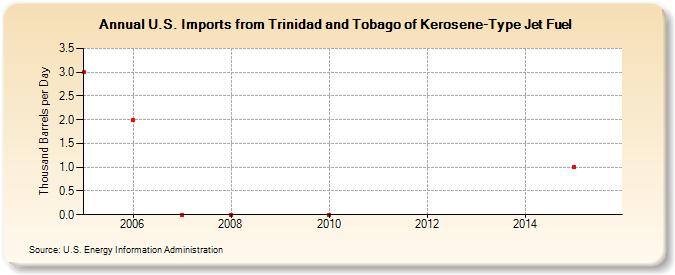 Annual U.S. Imports from Trinidad and Tobago of Kerosene-Type Jet Fuel
Thousand Barrels per Day
3.5
3.0
2.5
2.0
1.5
1.0
0.5
0.0
2006 2008 2010 2012 2014
Source: U.S. Energy Information Administration